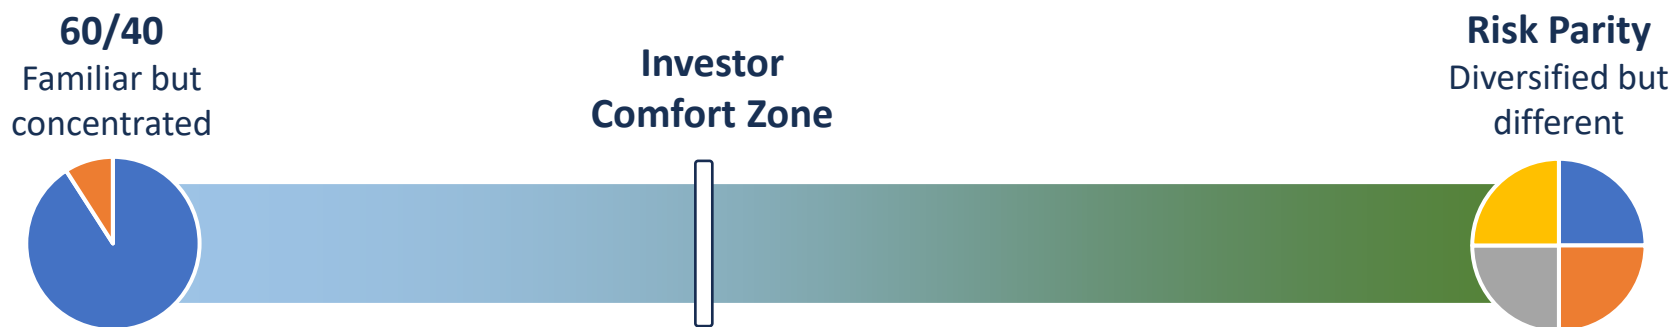 60/40
Familiar but
concentrated
Investor
Comfort Zone
Risk Parity
Diversified but
different